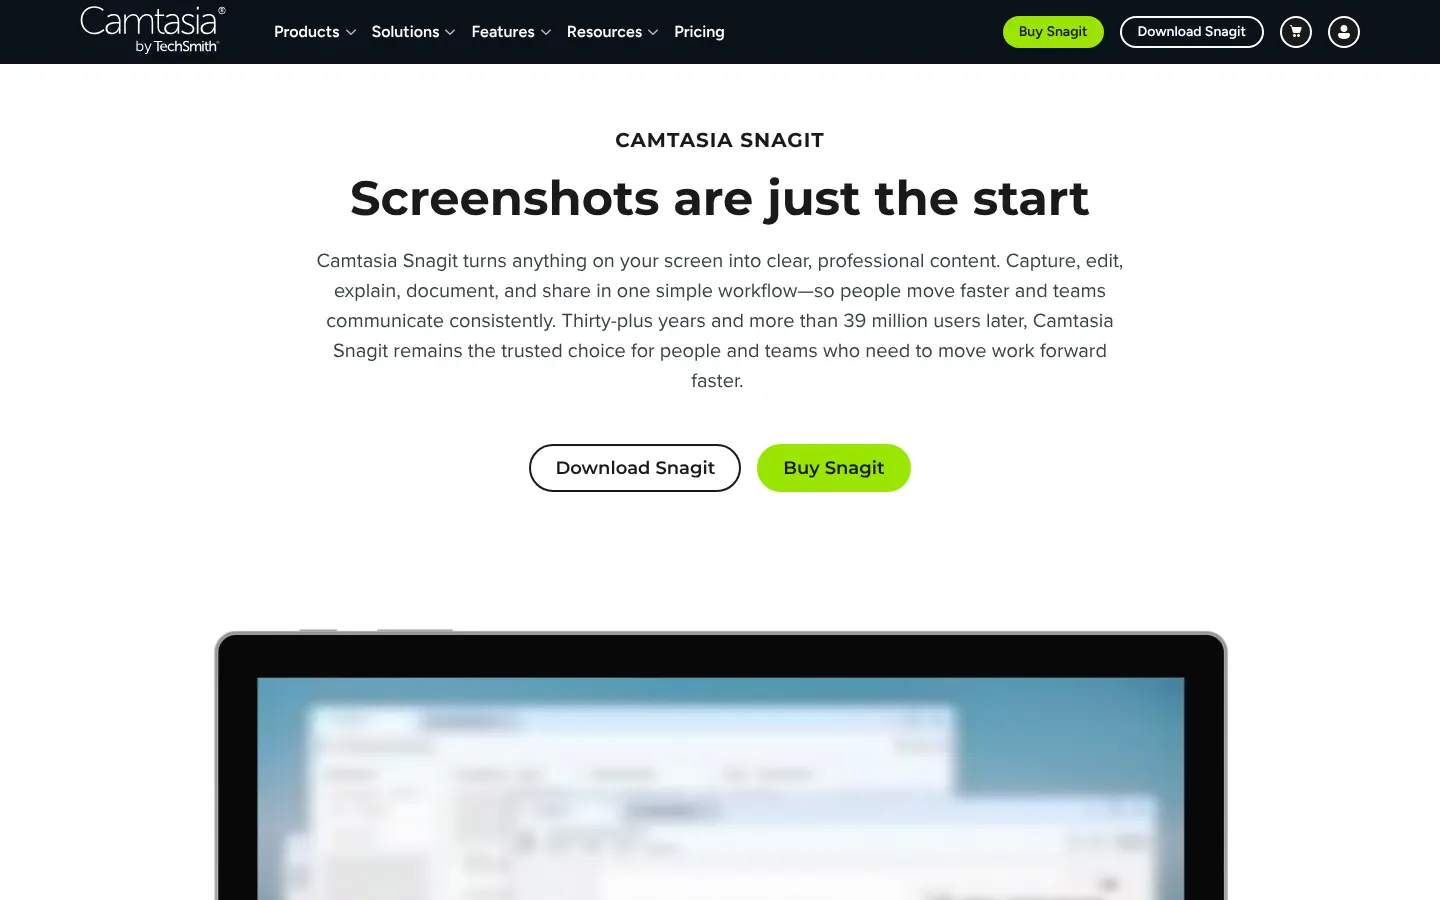 Camtasia®
by TechSmith
Products
Solutions
Features
Resources
Pricing
Buy Snagit
Download Snagit
CAMTASIA SNAGIT
Screenshots are just the start
Camtasia Snagit turns anything on your screen into clear, professional content. Capture, edit,
explain, document, and share in one simple workflow—so people move faster and teams
communicate consistently. Thirty-plus years and more than 39 million users later, Camtasia
Snagit remains the trusted choice for people and teams who need to move work forward
faster.
Download Snagit
Buy Snagit